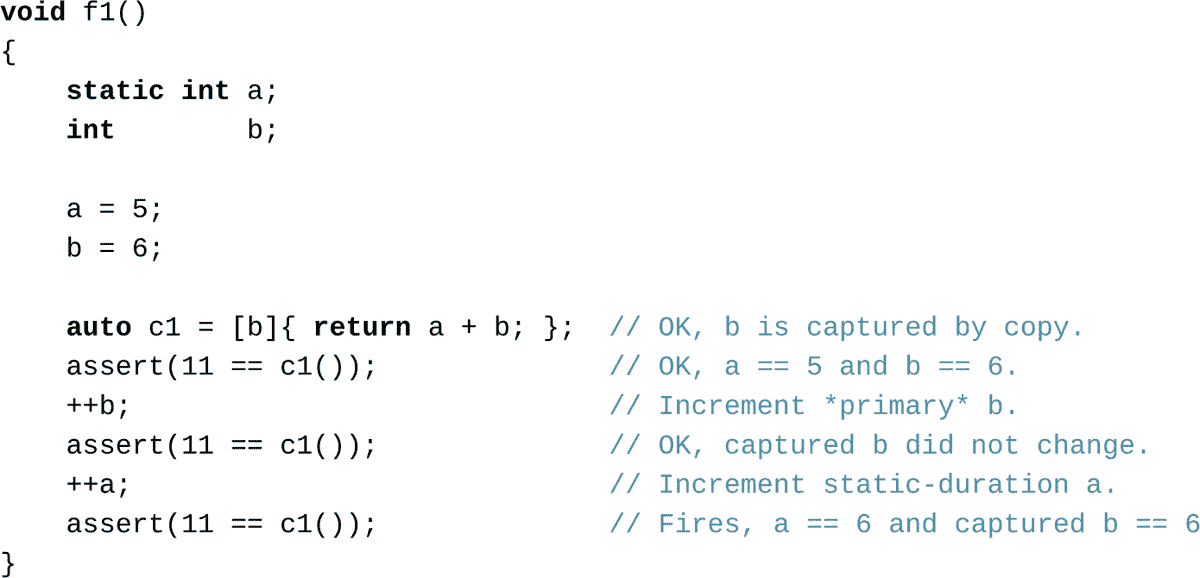 void f1()
{
    static int a;
    int        b;

    a = 5;
    b = 6;

    auto c1 = [b]{ return a + b; };  // OK, b is captured by copy.
    assert(11 == c1());              // OK, a == 5 and b == 6.
    ++b;                             // Increment *primary* b.
    assert(11 == c1());              // OK, captured b did not change.
    ++a;                             // Increment static-duration a.
    assert(11 == c1());              // Fires, a == 6 and captured b == 6
}